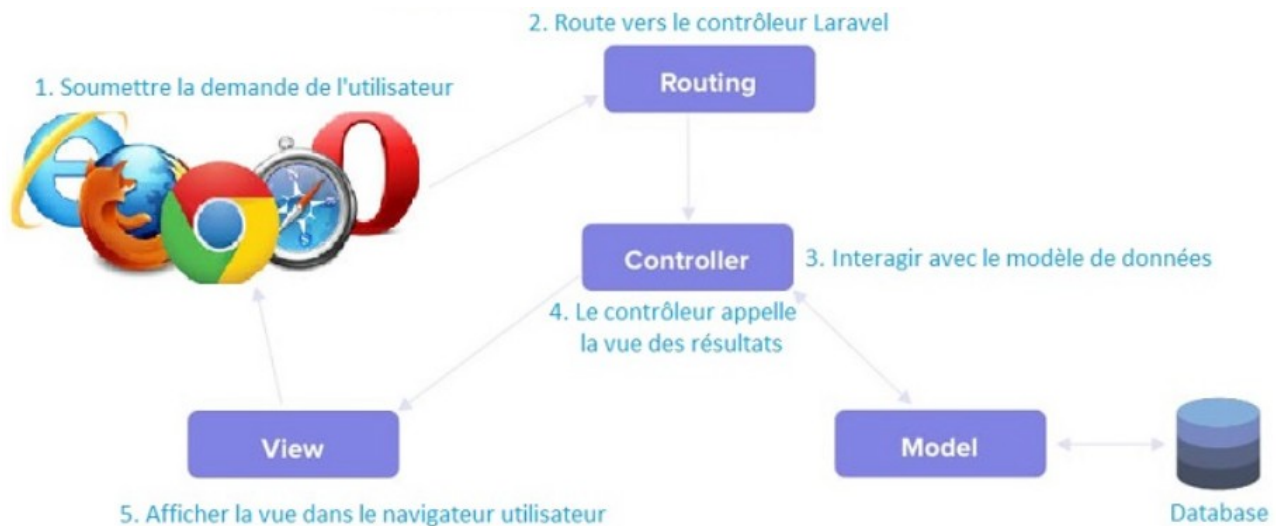 2. Route vers le contrôleur Laravel
Routing
1. Soumettre la demande de l'utilisateur
Controller
3. Interagir avec le modèle de données
4. Le contrôleur appelle
la vue des résultats
View
Model
5. Afficher la vue dans le navigateur utilisateur
Database